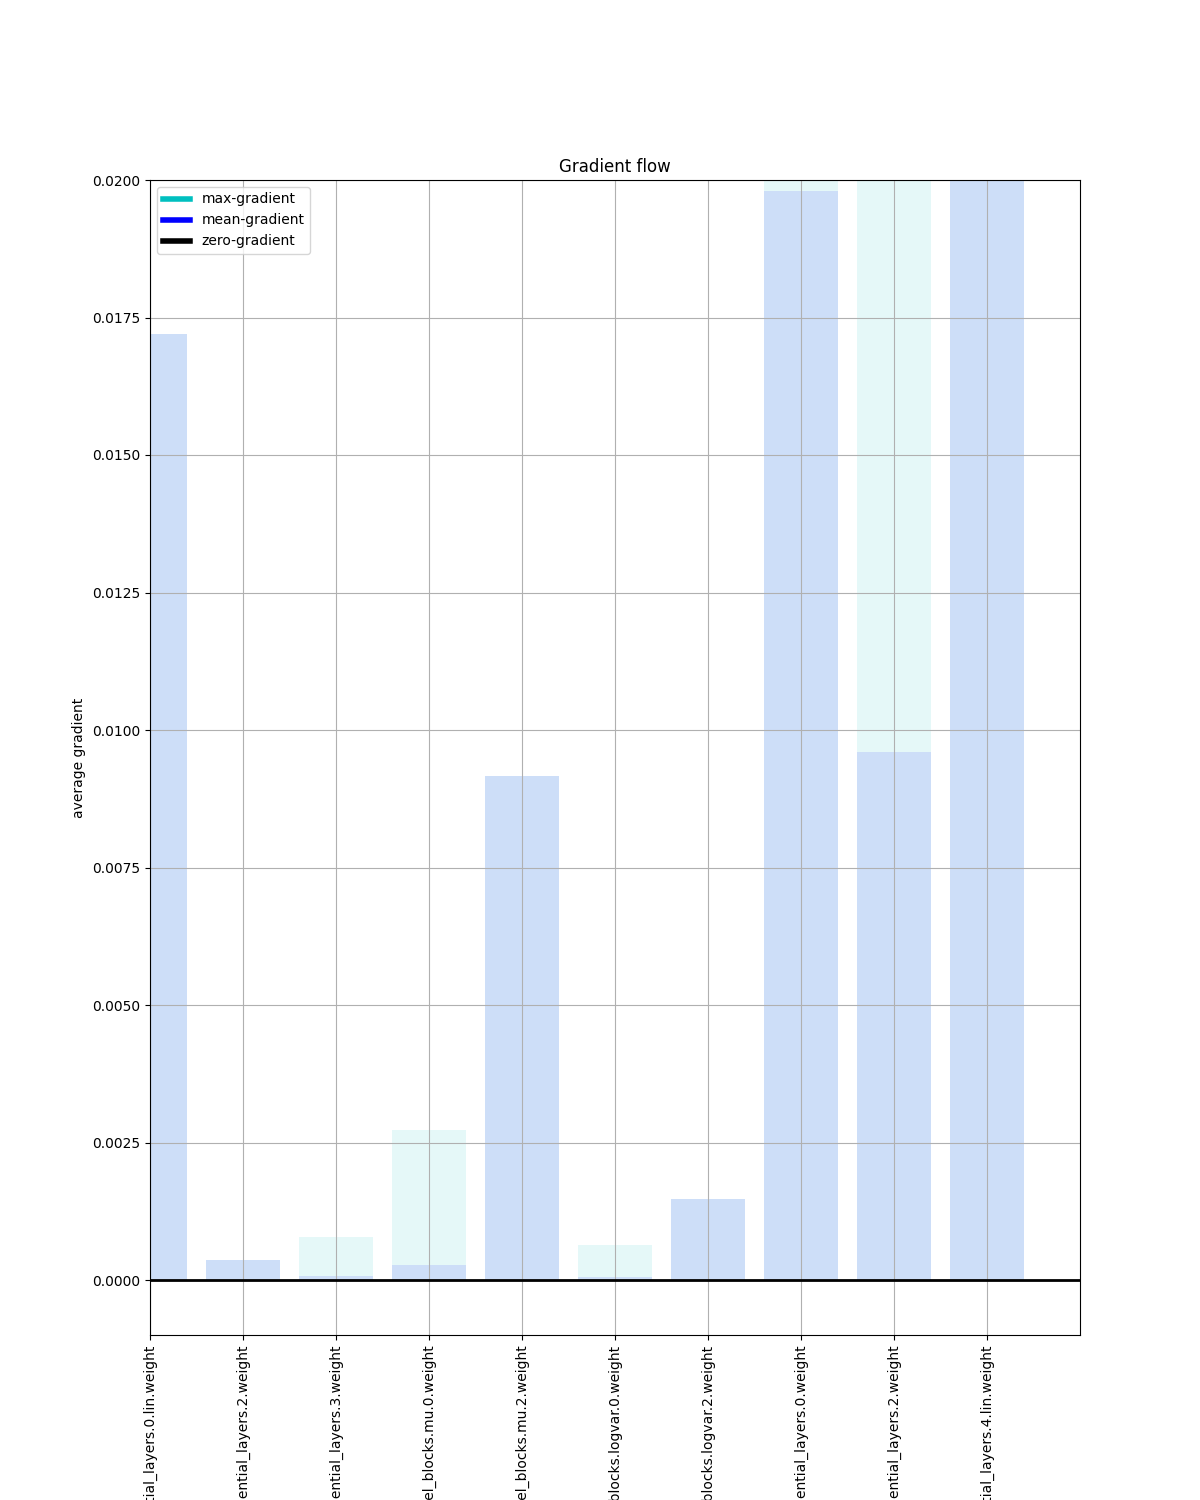 Gradient flow
max-gradient
mean-gradient
zero-gradient
average gradient
0.0200
0.0175
0.0150
0.0125
0.0100
0.0075
0.0050
0.0025
0.0000
tial_layers.0.lin.weight
ential_layers.2.weight
ential_layers.3.weight
el_blocks.mu.0.weight
el_blocks.mu.2.weight
blocks.logvar.0.weight
blocks.logvar.2.weight
ential_layers.0.weight
ential_layers.2.weight
tial_layers.4.lin.weight